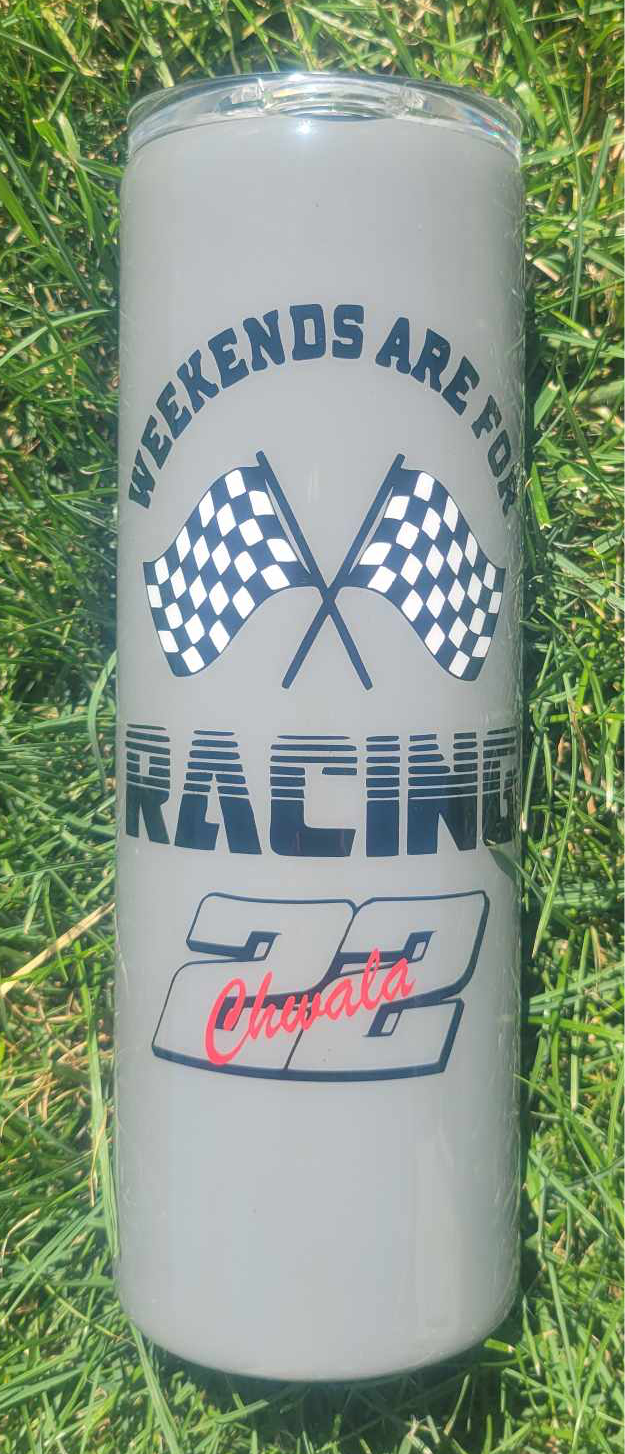 WEEKENDS ARE FOR
RACING
22
Chwala